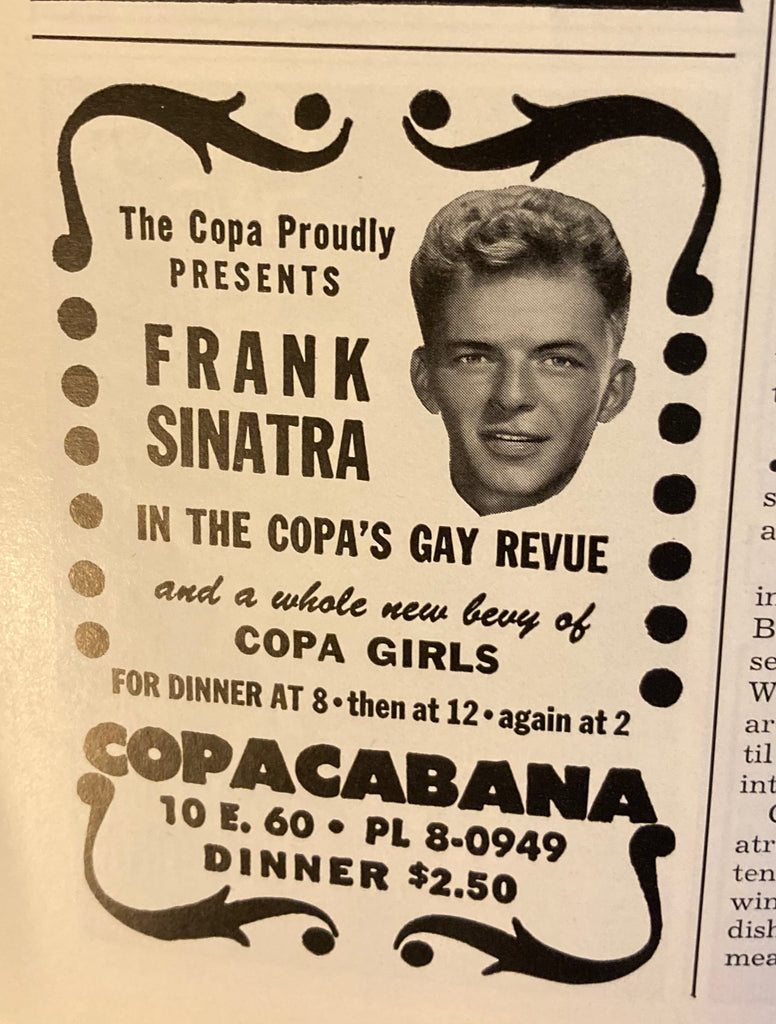 The Copa Proudly
PRESENTS
FRANK
SINATRA
IN THE COPA'S GAY REVUE
and a whole new bevy of
COPA GIRLS
FOR DINNER AT 8 • then at 12 • again at 2
COPACABANA
10 E. 60 • PL 8-0949
DINNER $2.50